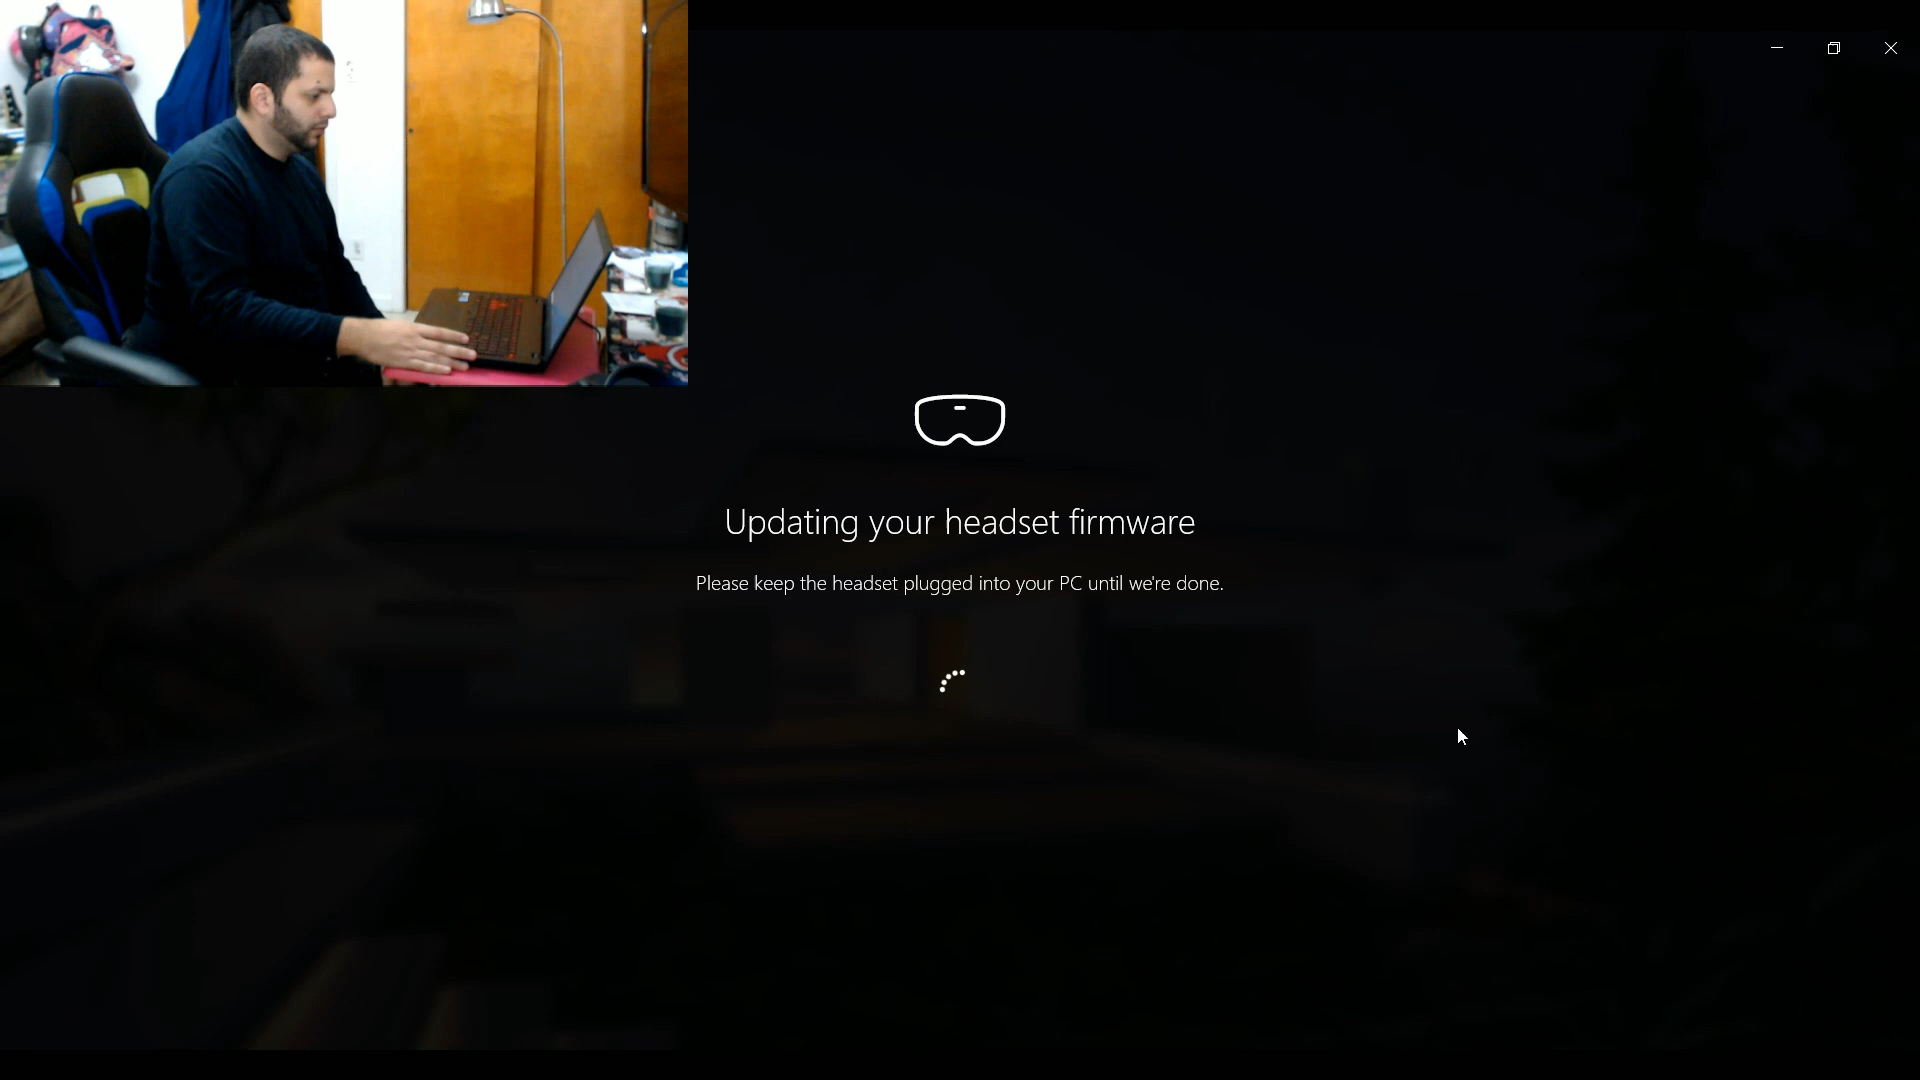 Updating your headset firmware
Please keep the headset plugged into your PC until we're done.